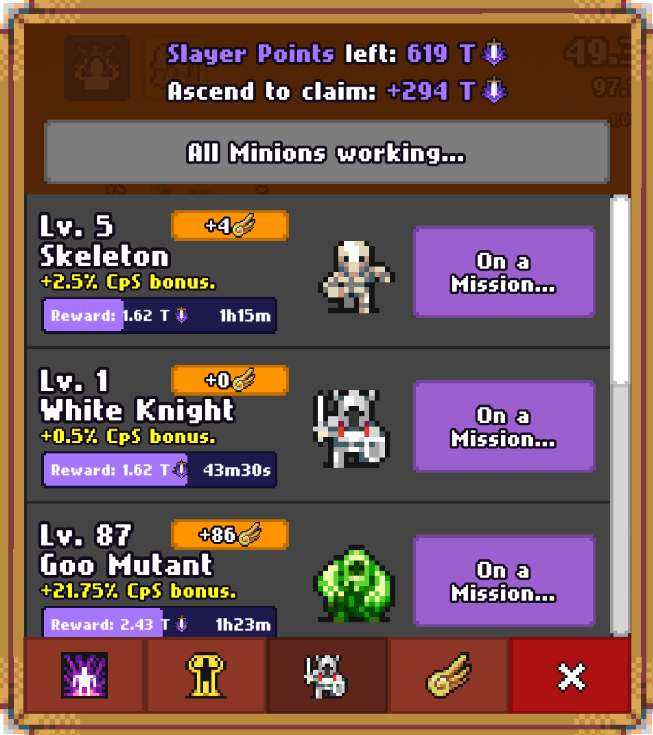 Slayer Points left: 619 T
Ascend to claim: +294 T
All Minions working...
Lv. 5
+4
Skeleton
+2.5% CpS bonus.
Reward: 1.62 T 1h15m
On a
Mission...
Lv. 1
+0
White Knight
+0.5% CpS bonus.
Reward: 1.62 T 43m30s
On a
Mission...
Lv. 87
+86
Goo Mutant
+21.75% CpS bonus.
Reward: 2.43 T 1h23m
On a
Mission...